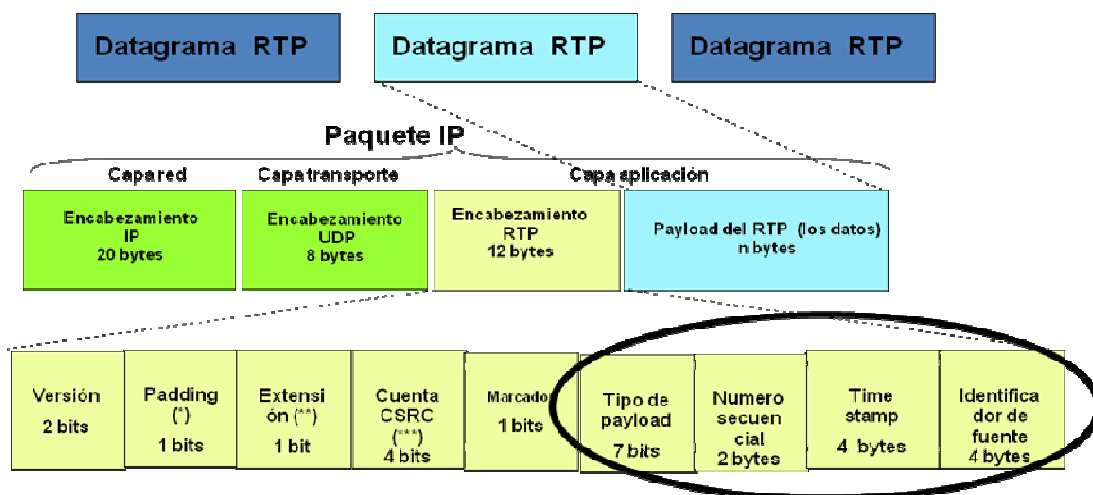 Datagrama RTP
Datagrama RTP
Datagrama RTP
Paquete IP
Capa red
Capa transporte
Capa aplicación
Encabezamiento
IP
20 bytes
Encabezamiento
UDP
8 bytes
Encabezamiento
RTP
12 bytes
Payload del RTP (los datos)
n bytes
Versión
2 bits
Padding
(*)
1 bits
Extensi
ón (**)
1 bit
Cuenta
CSRC
(***)
4 bits
Marcador
1 bits
Tipo de
payload
7 bits
Numero
secuen
cial
2 bytes
Time
stamp
4 bytes
Identifica
dor de
fuente
4 bytes